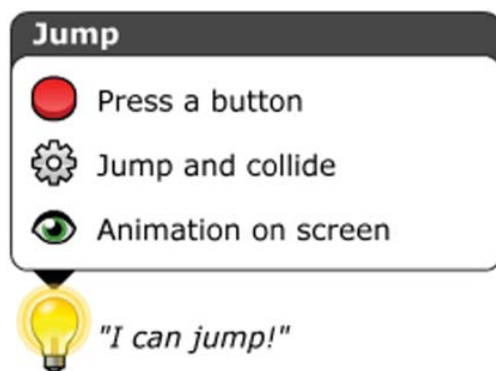 Jump
Press a button
Jump and collide
Animation on screen
"I can jump!"